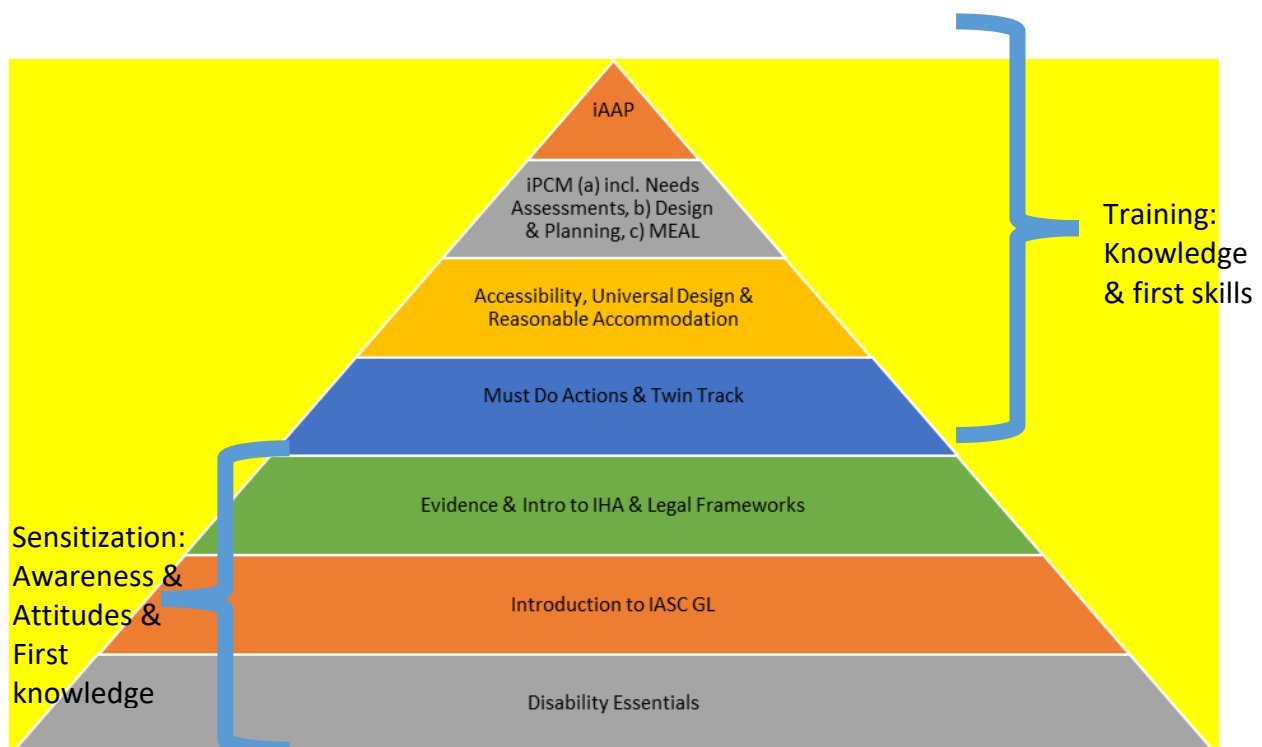 iAAP
iPCM (a) incl. Needs
Assessments, b) Design
& Planning, c) MEAL
Training:
Knowledge
& first skills
Accessibility, Universal Design &
Reasonable Accommodation
Must Do Actions & Twin Track
Evidence & Intro to IHA & Legal Frameworks
Sensitization:
Awareness &
Attitudes &
First
knowledge
Introduction to IASC GL
Disability Essentials